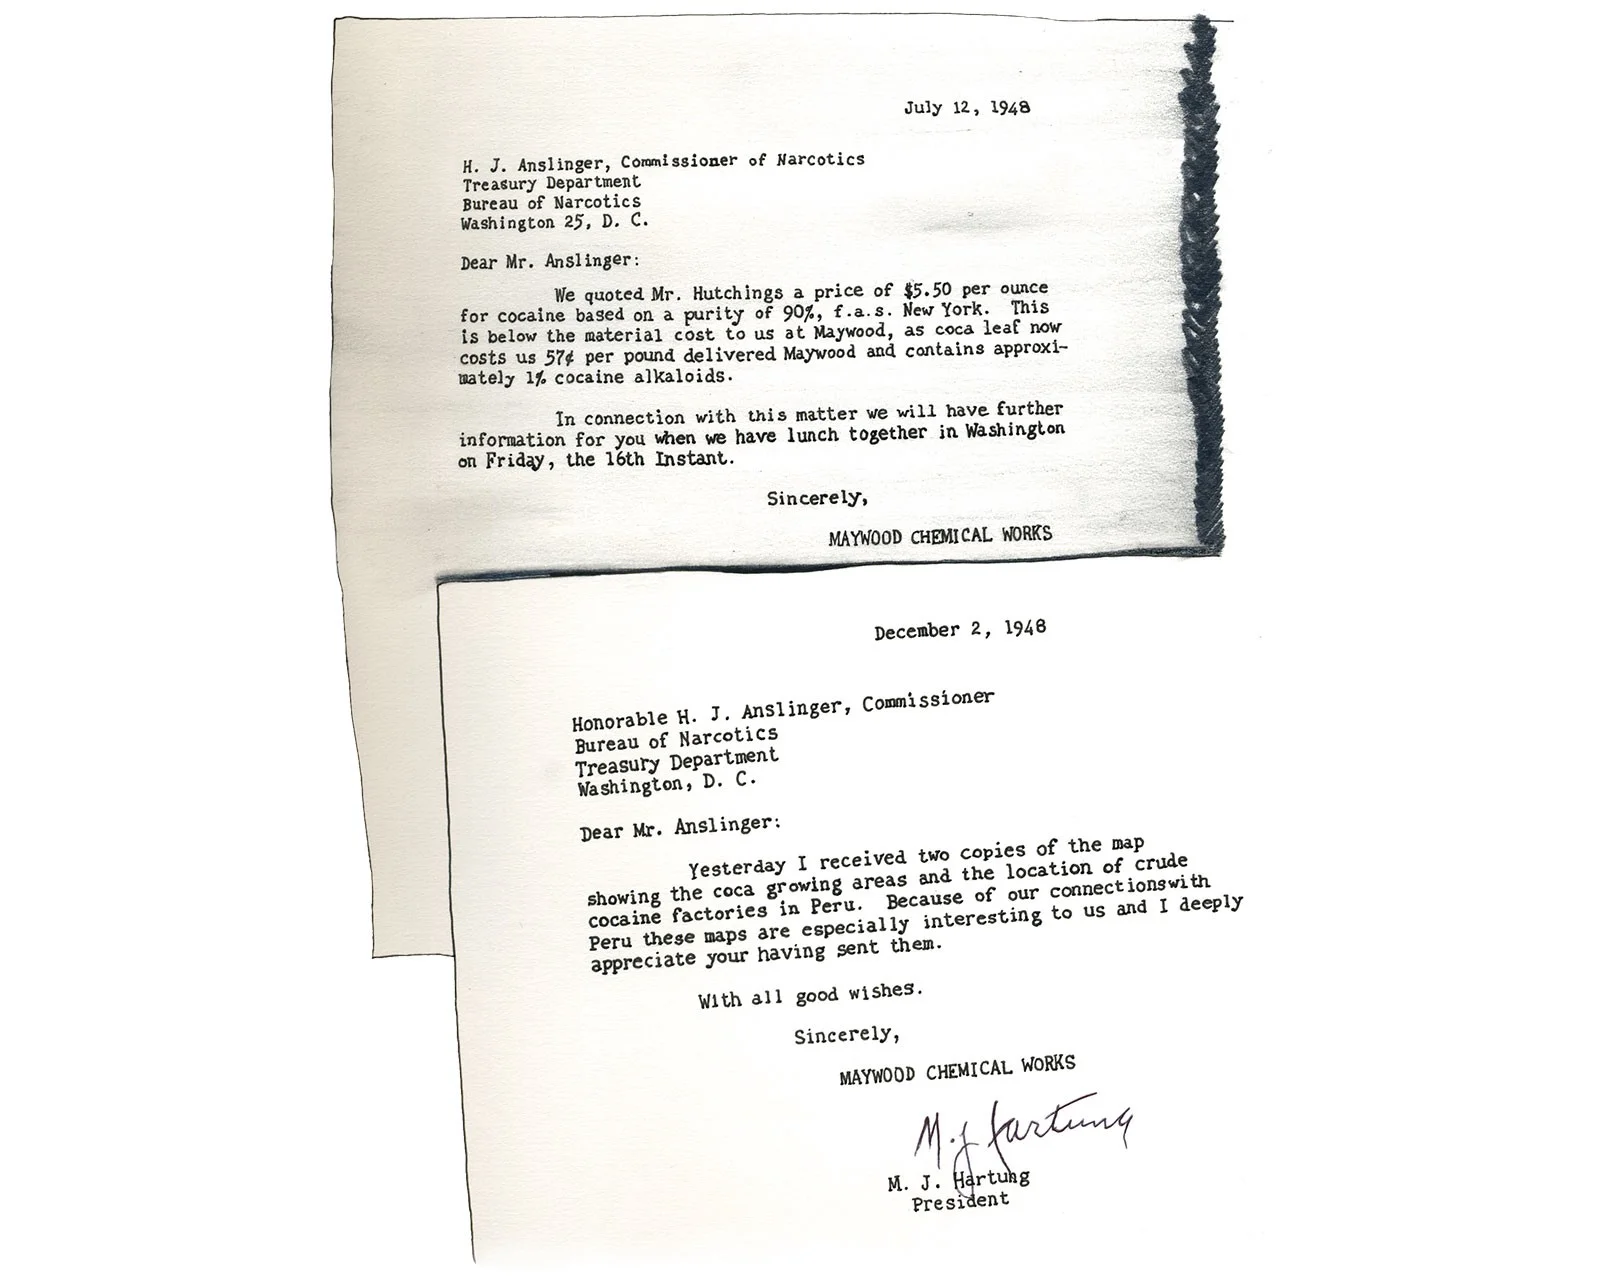 July 12, 1948
H. J. Anslinger, Commissioner of Narcotics
Treasury Department
Bureau of Narcotics
Washington 25, D. C.
Dear Mr. Anslinger:
We quoted Mr. Hutchings a price of $5.50 per ounce
for cocaine based on a purity of 90%, f.a.s. New York. This
is below the material cost to us at Maywood, as coca leaf now
costs us 57¢ per pound delivered Maywood and contains approxi-
mately 1% cocaine alkaloids.
In connection with this matter we will have further
information for you when we have lunch together in Washington
on Friday, the 16th Instant.
Sincerely,
MAYWOOD CHEMICAL WORKS
December 2, 1948
Honorable H. J. Anslinger, Commissioner
Bureau of Narcotics
Treasury Department
Washington, D. C.
Dear Mr. Anslinger:
Yesterday I received two copies of the map
showing the coca growing areas and the location of crude
cocaine factories in Peru. Because of our connectionswith
Peru these maps are especially interesting to us and I deeply
appreciate your having sent them.
With all good wishes.
Sincerely,
MAYWOOD CHEMICAL WORKS
M. J. Hartung
M. J. Hartung
President